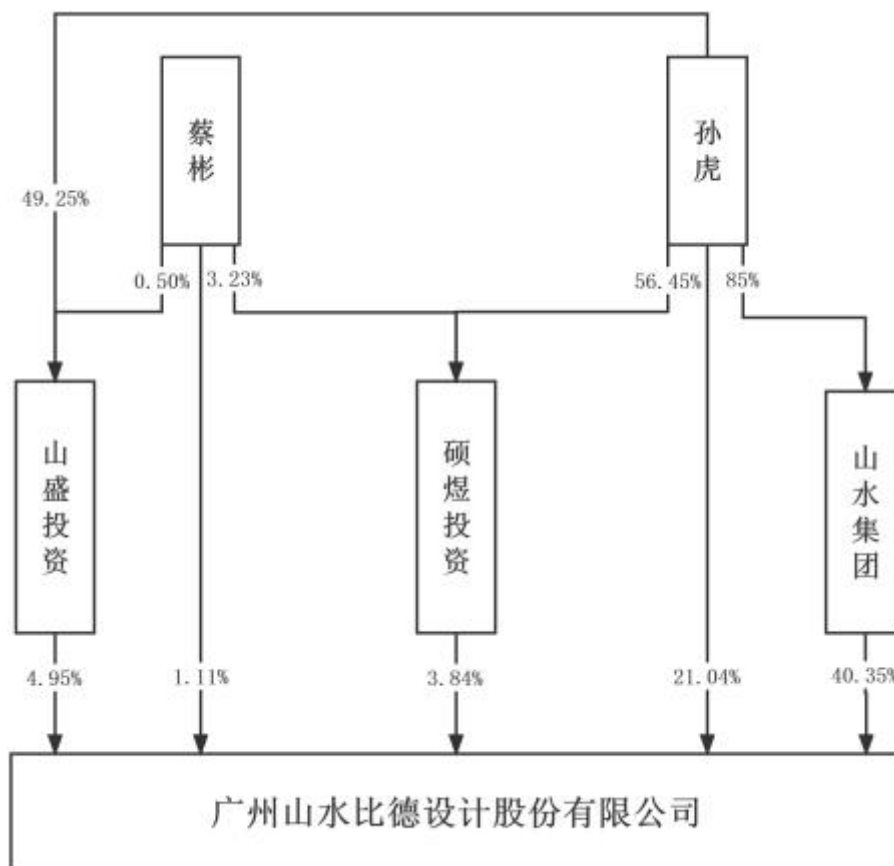 蔡彬
孙虎
49.25%
0.50%
3.23%
56.45%
85%
山盛投资
硕煜投资
山水集团
4.95%
1.11%
3.84%
21.04%
40.35%
广州山水比德设计股份有限公司